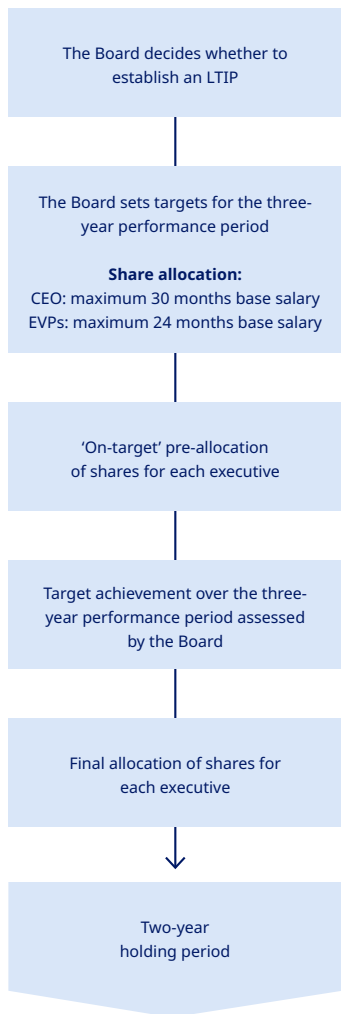 The Board decides whether to
establish an LTIP
The Board sets targets for the three-
year performance period
Share allocation:
CEO: maximum 30 months base salary
EVPs: maximum 24 months base salary
‘On-target’ pre-allocation
of shares for each executive
Target achievement over the three-
year performance period assessed
by the Board
Final allocation of shares for
each executive
Two-year
holding period